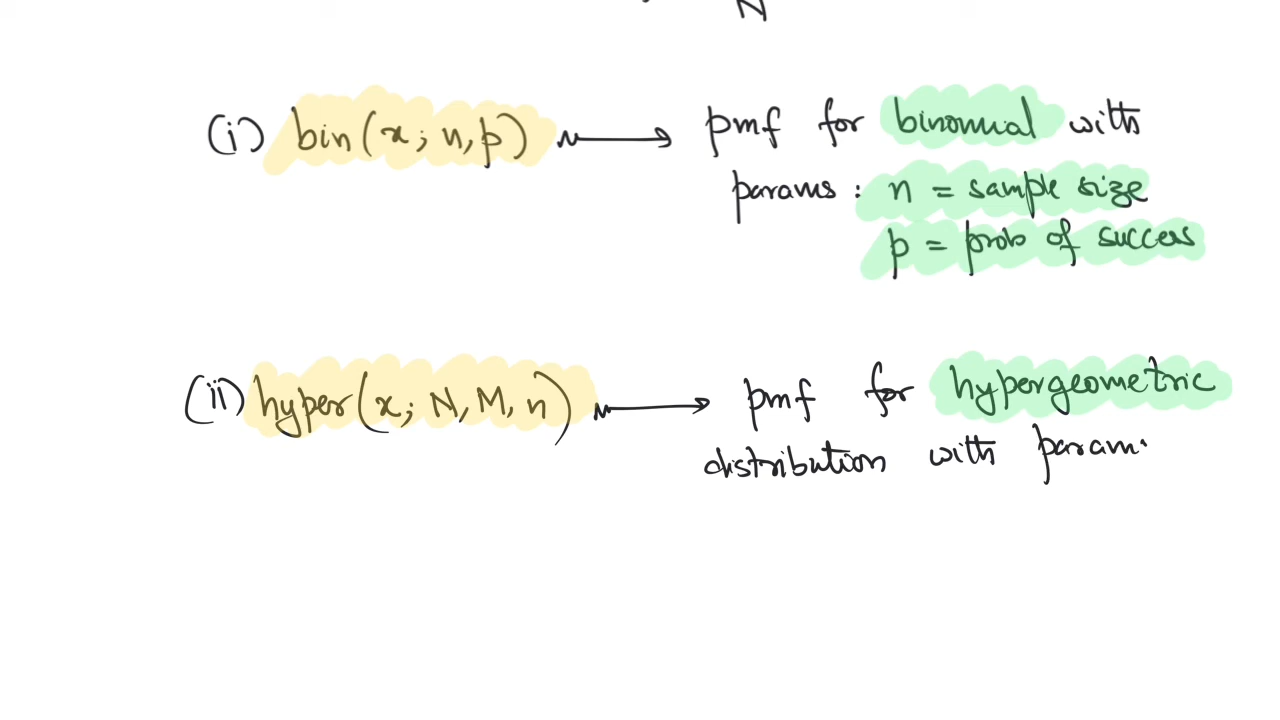 N
(i) bin(x; n, p) → pmf for binomial with
params: n = sample size
p = prob of success
(ii) hyper(x; N, M, n) → pmf for hypergeometric
distribution with param